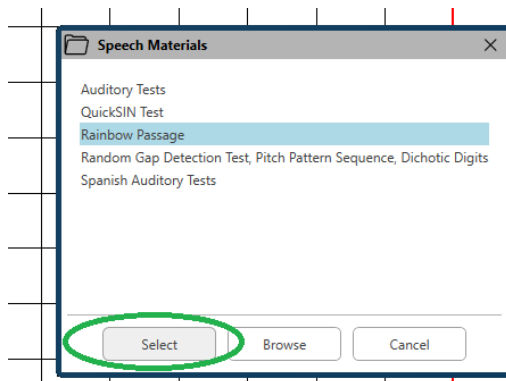 Speech Materials
Auditory Tests
QuickSIN Test
Rainbow Passage
Random Gap Detection Test, Pitch Pattern Sequence, Dichotic Digits
Spanish Auditory Tests
Select Browse Cancel